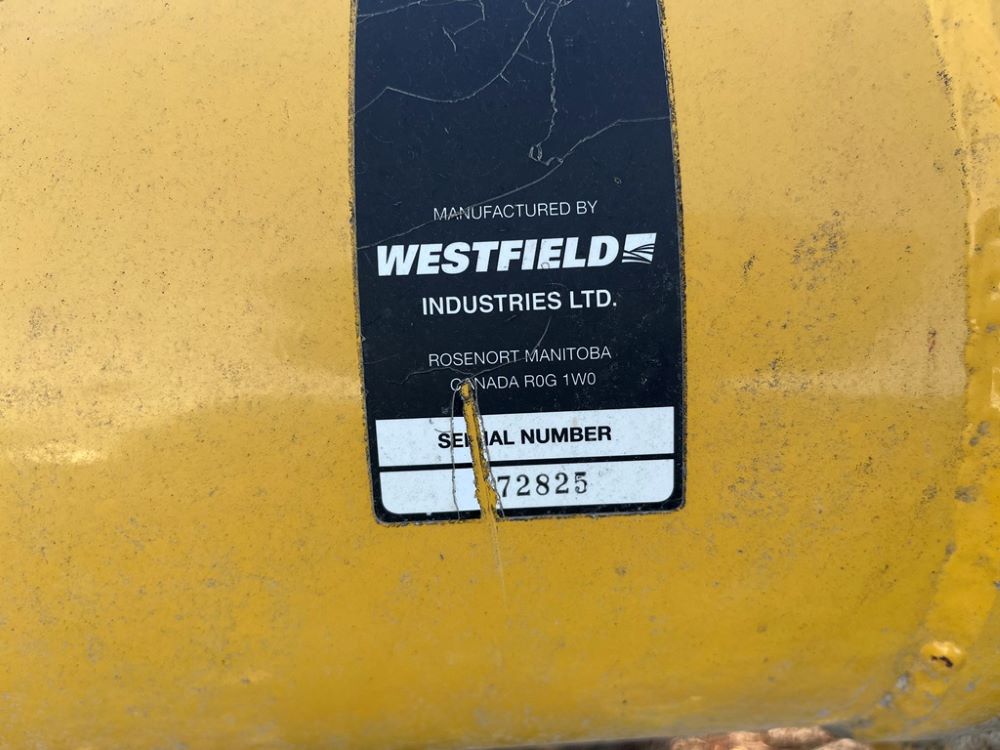 MANUFACTURED BY
WESTFIELD
INDUSTRIES LTD.
ROSENORT MANITOBA
CANADA R0G 1W0
SERIAL NUMBER
72825